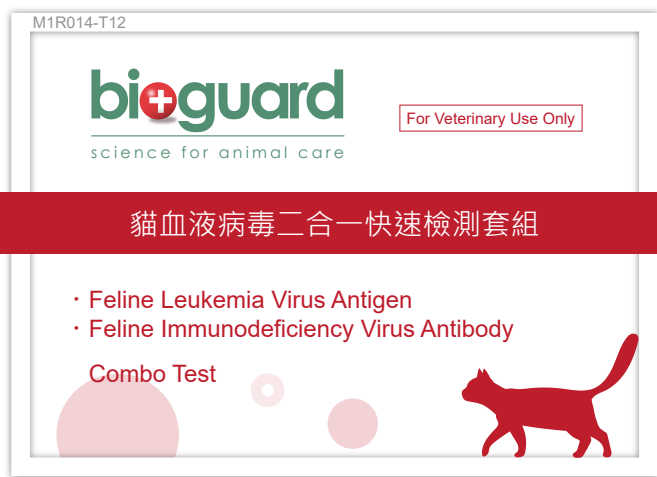 M1R014-T12
bioguard
science for animal care
For Veterinary Use Only
貓血液病毒二合一快速檢測套組
・Feline Leukemia Virus Antigen
・Feline Immunodeficiency Virus Antibody
Combo Test